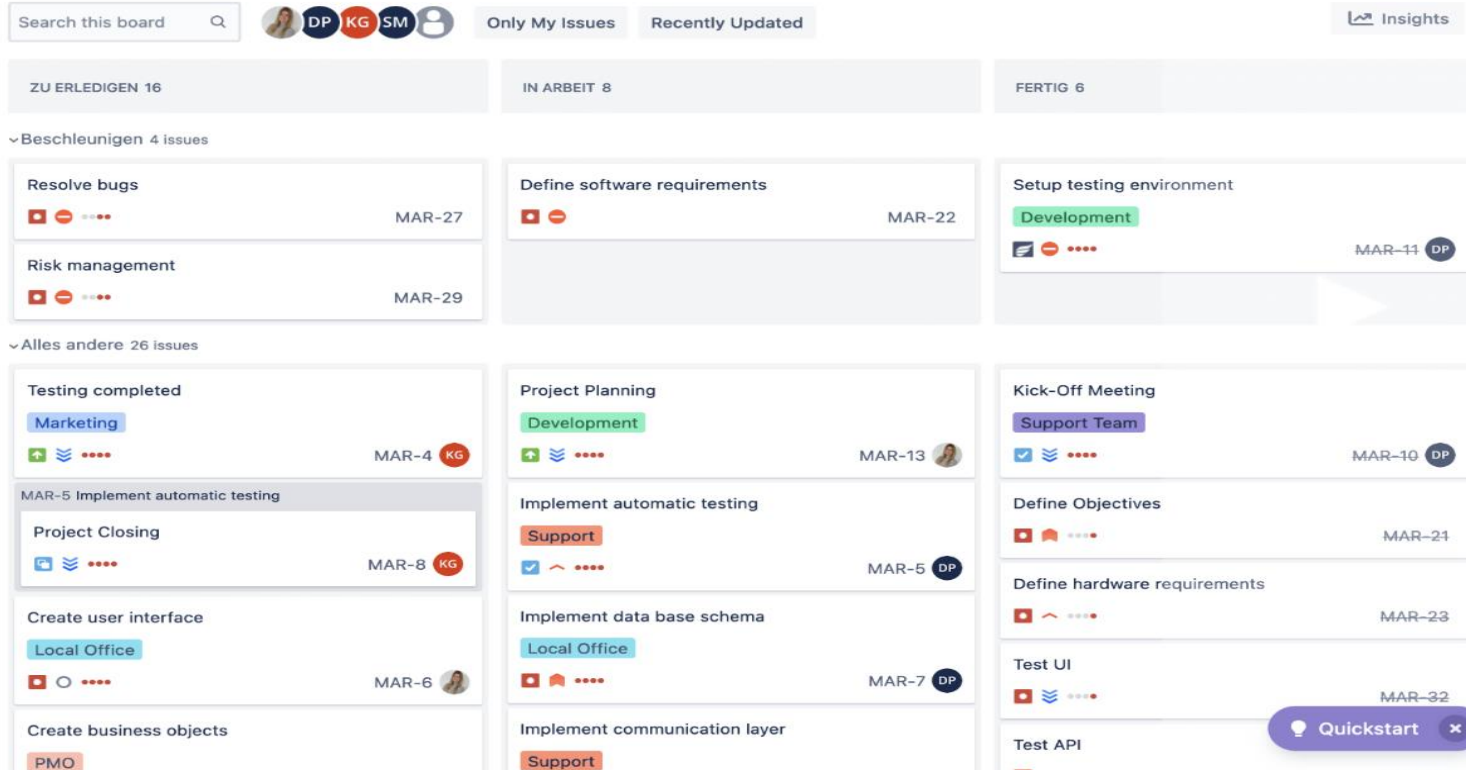 Search this board
DP KG SM
Only My Issues
Recently Updated
Insights
ZU ERLEDIGEN 16
IN ARBEIT 8
FERTIG 6
Beschleunigen 4 issues
Resolve bugs
MAR-27
Risk management
MAR-29
Define software requirements
MAR-22
Setup testing environment
Development
MAR-11 DP
Alles andere 26 issues
Testing completed
Marketing
MAR-4 KG
MAR-5 Implement automatic testing
Project Closing
MAR-8 KG
Create user interface
Local Office
MAR-6
Create business objects
PMO
Project Planning
Development
MAR-13
Implement automatic testing
Support
MAR-5 DP
Implement data base schema
Local Office
MAR-7 DP
Implement communication layer
Support
Kick-Off Meeting
Support Team
MAR-10 DP
Define Objectives
MAR-21
Define hardware requirements
MAR-23
Test UI
MAR-32
Test API
Quickstart